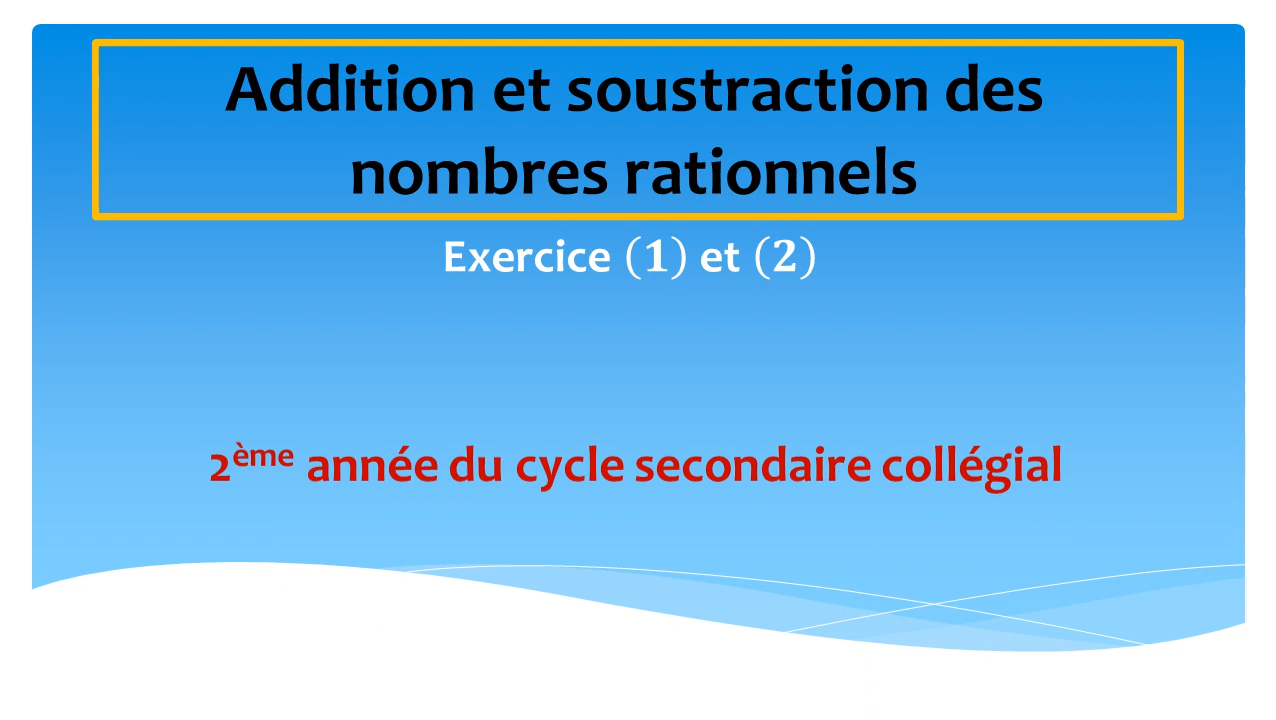 Addition et soustraction des
nombres rationnels
Exercice (1) et (2)
2ème année du cycle secondaire collégial